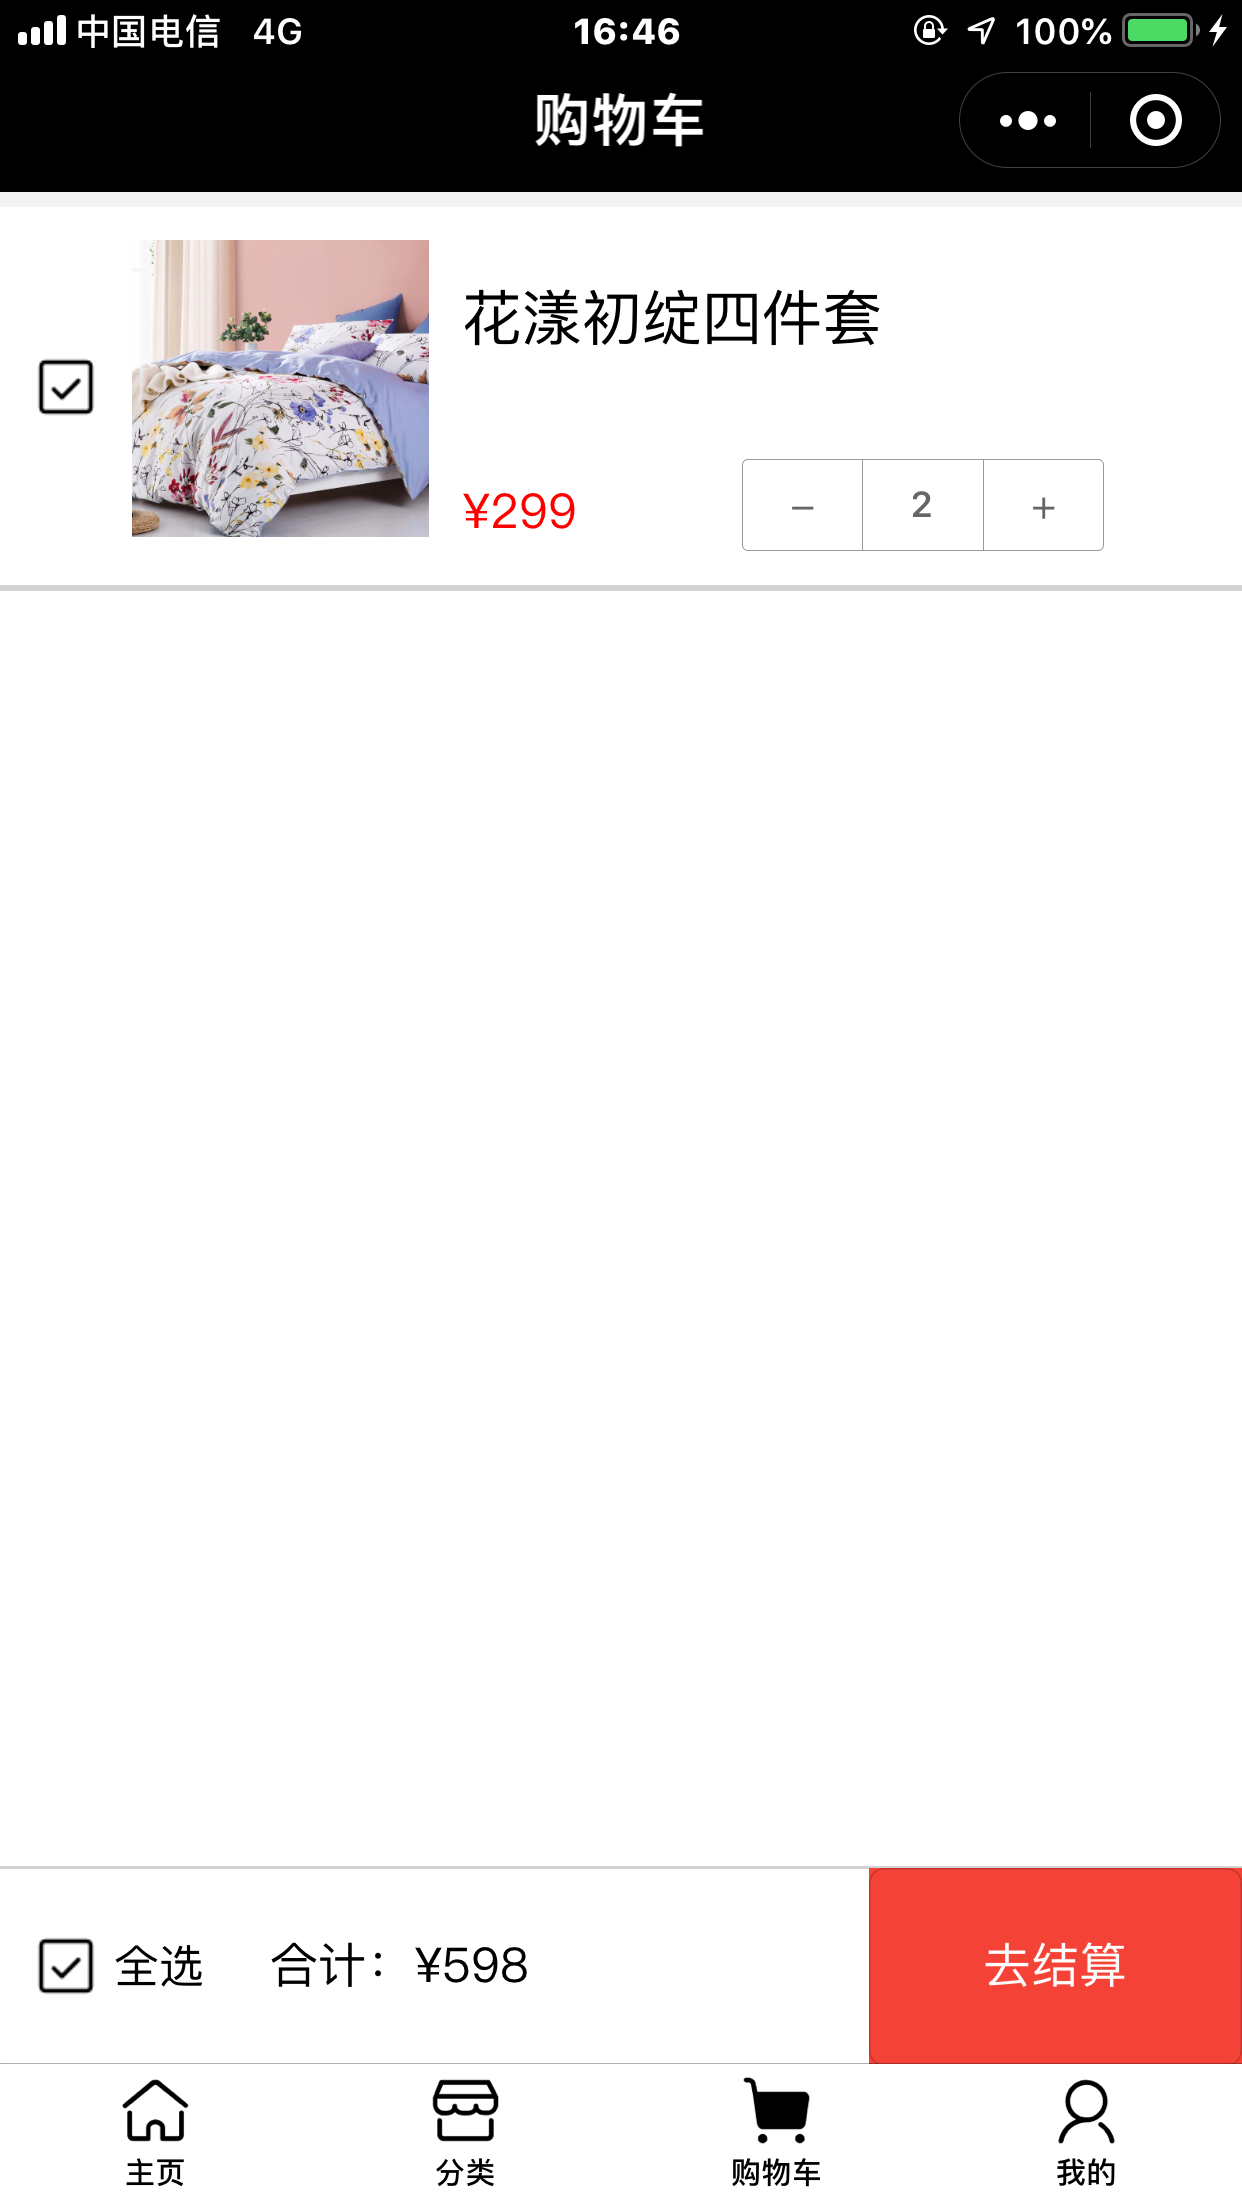 中国电信 4G 16:46 100%
购物车
花漾初绽四件套
¥299 − 2 +
全选 合计：¥598 去结算
主页 分类 购物车 我的